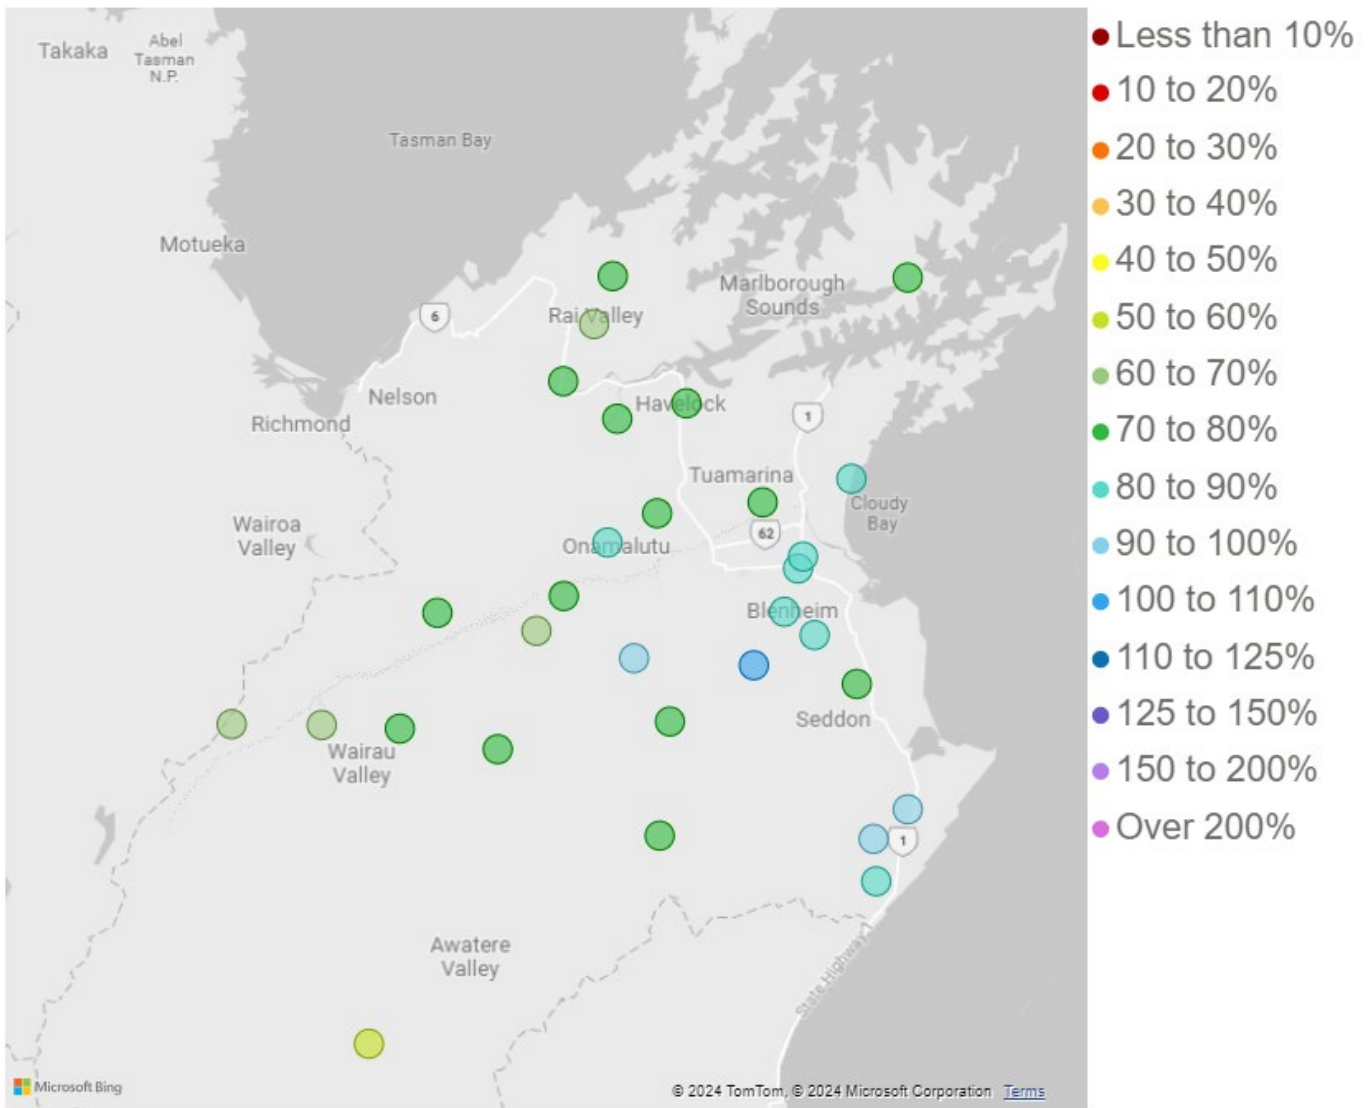 Takaka
Abel
Tasman
N.P.
Tasman Bay
Motueka
Marlborough
Sounds
Rai Valley
6
Nelson
Havelock
Richmond
1
Tuamarina
Cloudy
Bay
Wairoa
Valley
62
Onamalutu
Blenheim
Seddon
Wairau
Valley
1
Awatere
Valley
State Highway 1
Microsoft Bing
© 2024 TomTom, © 2024 Microsoft Corporation Terms
Less than 10%
10 to 20%
20 to 30%
30 to 40%
40 to 50%
50 to 60%
60 to 70%
70 to 80%
80 to 90%
90 to 100%
100 to 110%
110 to 125%
125 to 150%
150 to 200%
Over 200%